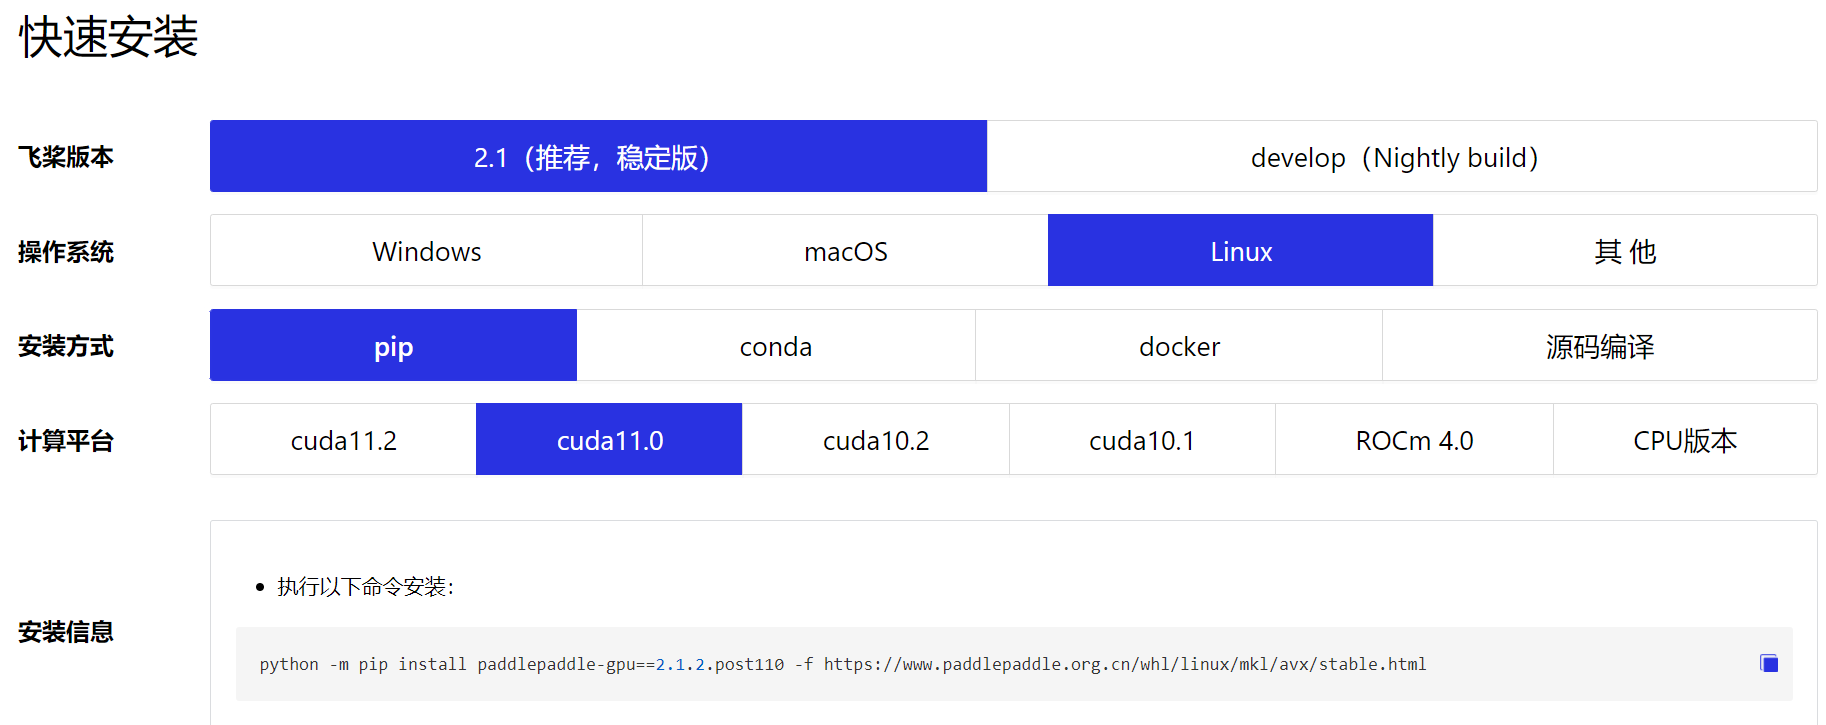 快速安装
飞桨版本 2.1（推荐，稳定版） develop（Nightly build）
操作系统 Windows macOS Linux 其 他
安装方式 pip conda docker 源码编译
计算平台 cuda11.2 cuda11.0 cuda10.2 cuda10.1 ROCm 4.0 CPU版本
• 执行以下命令安装：
安装信息
python -m pip install paddlepaddle-gpu==2.1.2.post110 -f https://www.paddlepaddle.org.cn/whl/linux/mkl/avx/stable.html